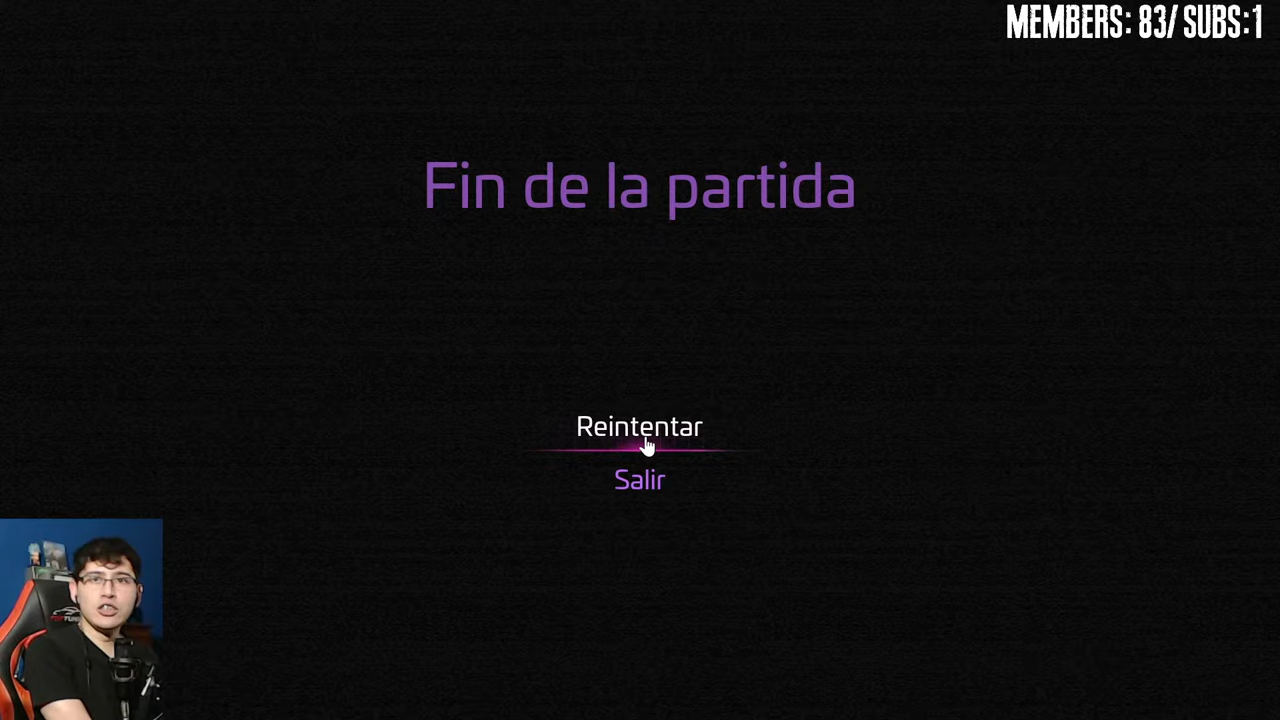 MEMBERS: 83/ SUBS:1
Fin de la partida
Reintentar
Salir